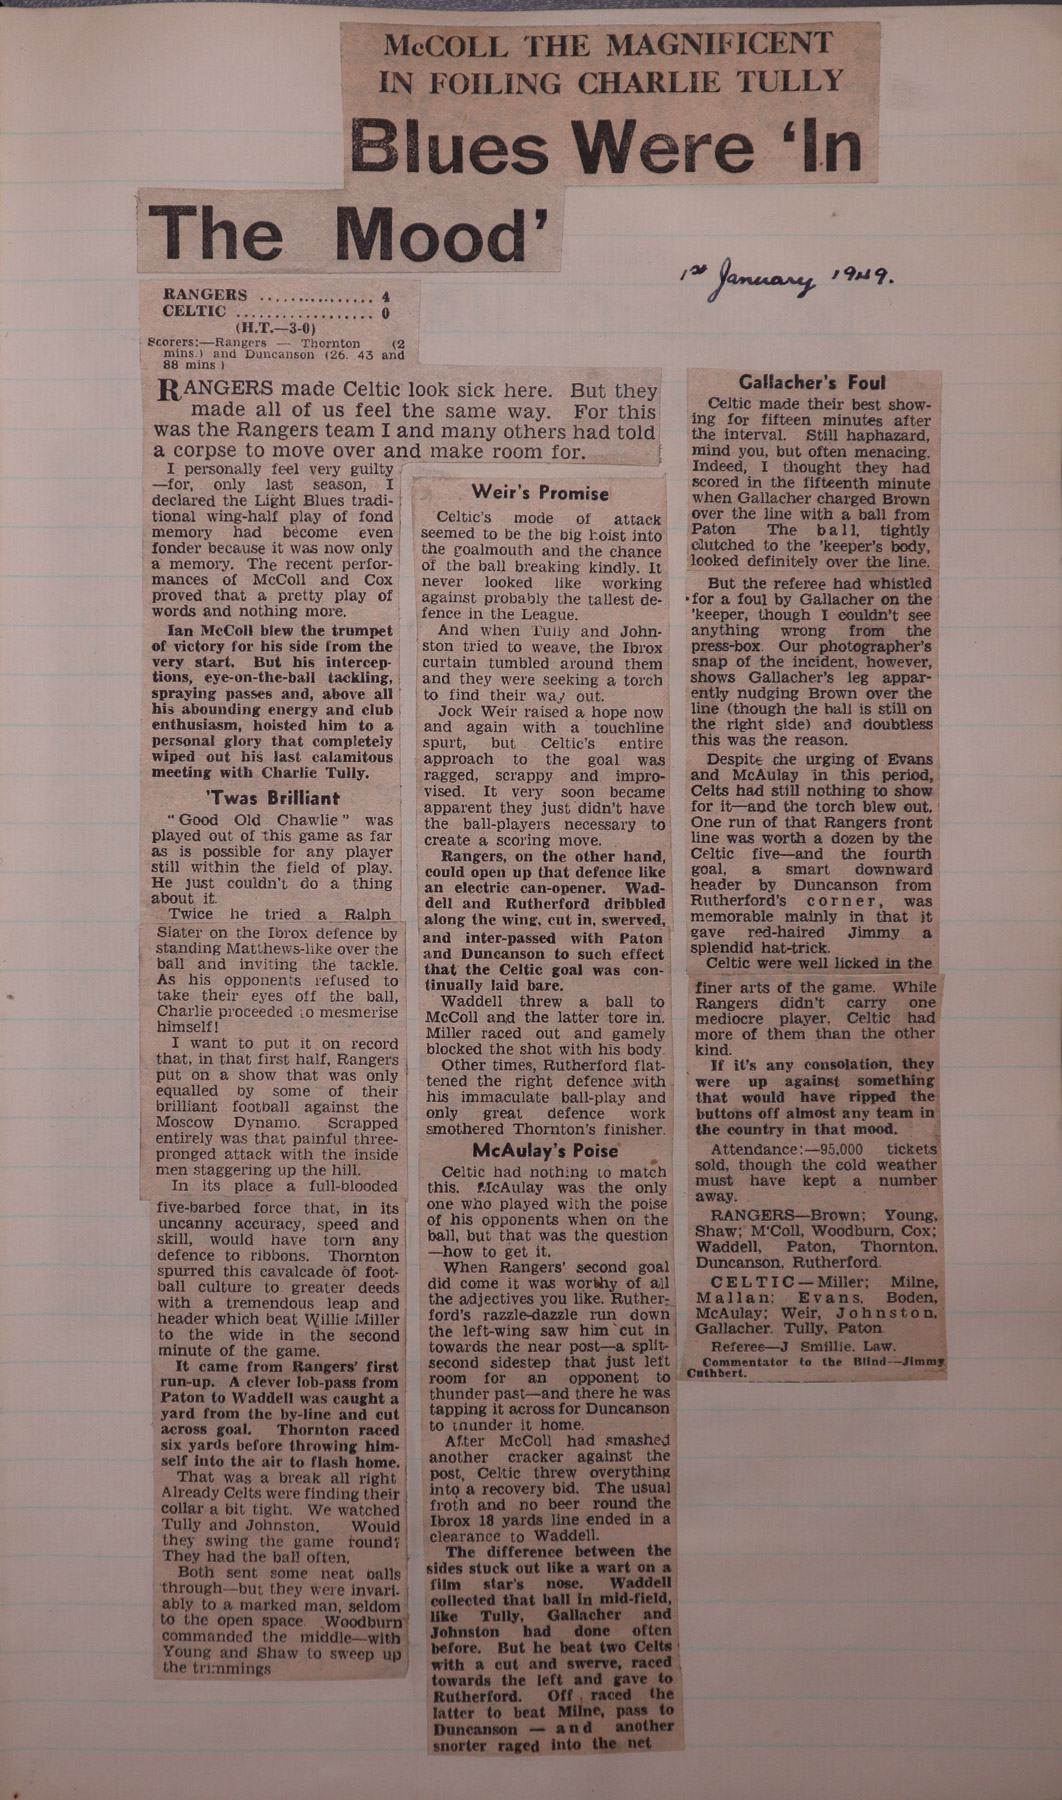 McCOLL THE MAGNIFICENT
IN FOILING CHARLIE TULLY
Blues Were ‘In
The Mood’
1st January 1949.
RANGERS ............... 4
CELTIC .................. 0
(H.T.—3-0)
Scorers:—Rangers — Thornton (2
mins.) and Duncanson (26, 43 and
88 mins )
RANGERS made Celtic look sick here. But they
made all of us feel the same way. For this
was the Rangers team I and many others had told
a corpse to move over and make room for.
I personally feel very guilty
—for, only last season, I
declared the Light Blues tradi-
tional wing-half play of fond
memory had become even
fonder because it was now only
a memory. The recent perfor-
mances of McColl and Cox
proved that a pretty play of
words and nothing more.
Ian McColl blew the trumpet
of victory for his side from the
very start. But his intercep-
tions, eye-on-the-ball tackling,
spraying passes and, above all
his abounding energy and club
enthusiasm, hoisted him to a
personal glory that completely
wiped out his last calamitous
meeting with Charlie Tully.
'Twas Brilliant
“Good Old Chawlie” was
played out of this game as far
as is possible for any player
still within the field of play.
He just couldn't do a thing
about it.
Twice he tried a Ralph
Slater on the Ibrox defence by
standing Matthews-like over the
ball and inviting the tackle.
As his opponents refused to
take their eyes off the ball,
Charlie proceeded to mesmerise
himself!
I want to put it on record
that, in that first half, Rangers
put on a show that was only
equalled by some of their
brilliant football against the
Moscow Dynamo. Scrapped
entirely was that painful three-
pronged attack with the inside
men staggering up the hill.
In its place a full-blooded
five-barbed force that, in its
uncanny accuracy, speed and
skill, would have torn any
defence to ribbons. Thornton
spurred this cavalcade of foot-
ball culture to greater deeds
with a tremendous leap and
header which beat Willie Miller
to the wide in the second
minute of the game.
It came from Rangers' first
run-up. A clever lob-pass from
Paton to Waddell was caught a
yard from the by-line and cut
across goal. Thornton raced
six yards before throwing him-
self into the air to flash home.
That was a break all right
Already Celts were finding their
collar a bit tight. We watched
Tully and Johnston. Would
they swing the game round?
They had the ball often.
Both sent some neat balls
through—but they were invari-
ably to a marked man, seldom
to the open space. Woodburn
commanded the middle—with
Young and Shaw to sweep up
the trimmings
Weir's Promise
Celtic's mode of attack
seemed to be the big hoist into
the goalmouth and the chance
of the ball breaking kindly. It
never looked like working
against probably the tallest de-
fence in the League.
And when Tully and John-
ston tried to weave, the Ibrox
curtain tumbled around them
and they were seeking a torch
to find their way out.
Jock Weir raised a hope now
and again with a touchline
spurt, but Celtic's entire
approach to the goal was
ragged, scrappy and impro-
vised. It very soon became
apparent they just didn't have
the ball-players necessary to
create a scoring move.
Rangers, on the other hand,
could open up that defence like
an electric can-opener. Wad-
dell and Rutherford dribbled
along the wing, cut in, swerved,
and inter-passed with Paton
and Duncanson to such effect
that the Celtic goal was con-
tinually laid bare.
Waddell threw a ball to
McColl and the latter tore in.
Miller raced out and gamely
blocked the shot with his body.
Other times, Rutherford flat-
tened the right defence with
his immaculate ball-play and
only great defence work
smothered Thornton's finisher.
McAulay's Poise
Celtic had nothing to match
this. McAulay was the only
one who played with the poise
of his opponents when on the
ball, but that was the question
—how to get it.
When Rangers' second goal
did come it was worthy of all
the adjectives you like. Ruther-
ford's razzle-dazzle run down
the left-wing saw him cut in
towards the near post—a split-
second sidestep that just left
room for an opponent to
thunder past—and there he was
tapping it across for Duncanson
to thunder it home.
After McColl had smashed
another cracker against the
post, Celtic threw everything
into a recovery bid. The usual
froth and no beer round the
Ibrox 18 yards line ended in a
clearance to Waddell.
The difference between the
sides stuck out like a wart on a
film star's nose. Waddell
collected that ball in mid-field,
like Tully, Gallacher and
Johnston had done often
before. But he beat two Celts
with a cut and swerve, raced
towards the left and gave to
Rutherford. Off raced the
latter to beat Milne, pass to
Duncanson — and another
snorter raged into the net
Gallacher's Foul
Celtic made their best show-
ing for fifteen minutes after
the interval. Still haphazard,
mind you, but often menacing.
Indeed, I thought they had
scored in the fifteenth minute
when Gallacher charged Brown
over the line with a ball from
Paton The ball, tightly
clutched to the 'keeper's body,
looked definitely over the line.
But the referee had whistled
for a foul by Gallacher on the
'keeper, though I couldn't see
anything wrong from the
press-box. Our photographer's
snap of the incident, however,
shows Gallacher's leg appar-
ently nudging Brown over the
line (though the ball is still on
the right side) and doubtless
this was the reason.
Despite the urging of Evans
and McAulay in this period,
Celts had still nothing to show
for it—and the torch blew out.
One run of that Rangers front
line was worth a dozen by the
Celtic five—and the fourth
goal, a smart downward
header by Duncanson from
Rutherford's corner, was
memorable mainly in that it
gave red-haired Jimmy a
splendid hat-trick.
Celtic were well licked in the
finer arts of the game. While
Rangers didn't carry one
mediocre player, Celtic had
more of them than the other
kind.
If it's any consolation, they
were up against something
that would have ripped the
buttons off almost any team in
the country in that mood.
Attendance:—95,000 tickets
sold, though the cold weather
must have kept a number
away.
RANGERS—Brown; Young,
Shaw; M'Coll, Woodburn, Cox;
Waddell, Paton, Thornton,
Duncanson, Rutherford.
CELTIC—Miller; Milne,
Mallan; Evans, Boden,
McAulay; Weir, Johnston,
Gallacher, Tully, Paton
Referee—J Smillie, Law.
Commentator to the Blind—Jimmy
Cuthbert.